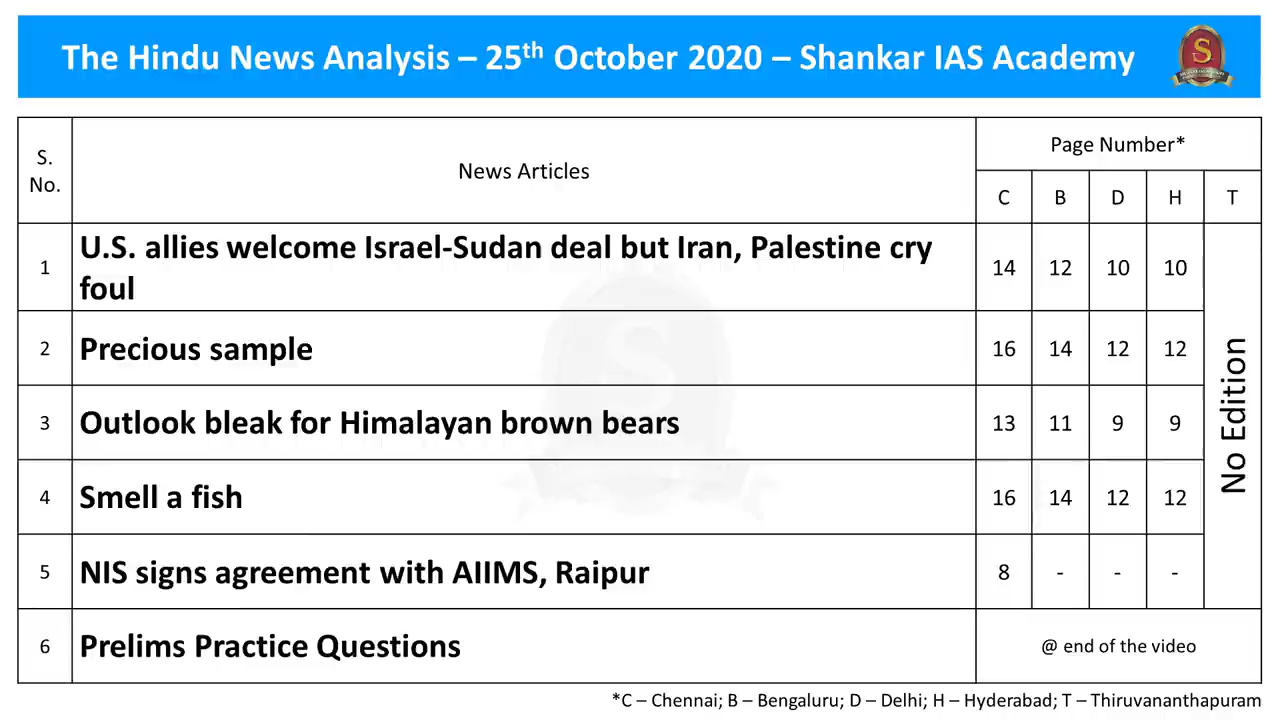 The Hindu News Analysis – 25th October 2020 – Shankar IAS Academy
S
S. No.
News Articles
Page Number*
C B D H T
1 U.S. allies welcome Israel-Sudan deal but Iran, Palestine cry
foul 14 12 10 10
2 Precious sample 16 14 12 12
3 Outlook bleak for Himalayan brown bears 13 11 9 9
4 Smell a fish 16 14 12 12
5 NIS signs agreement with AIIMS, Raipur 8 - - -
No Edition
6 Prelims Practice Questions @ end of the video
*C – Chennai; B – Bengaluru; D – Delhi; H – Hyderabad; T – Thiruvananthapuram